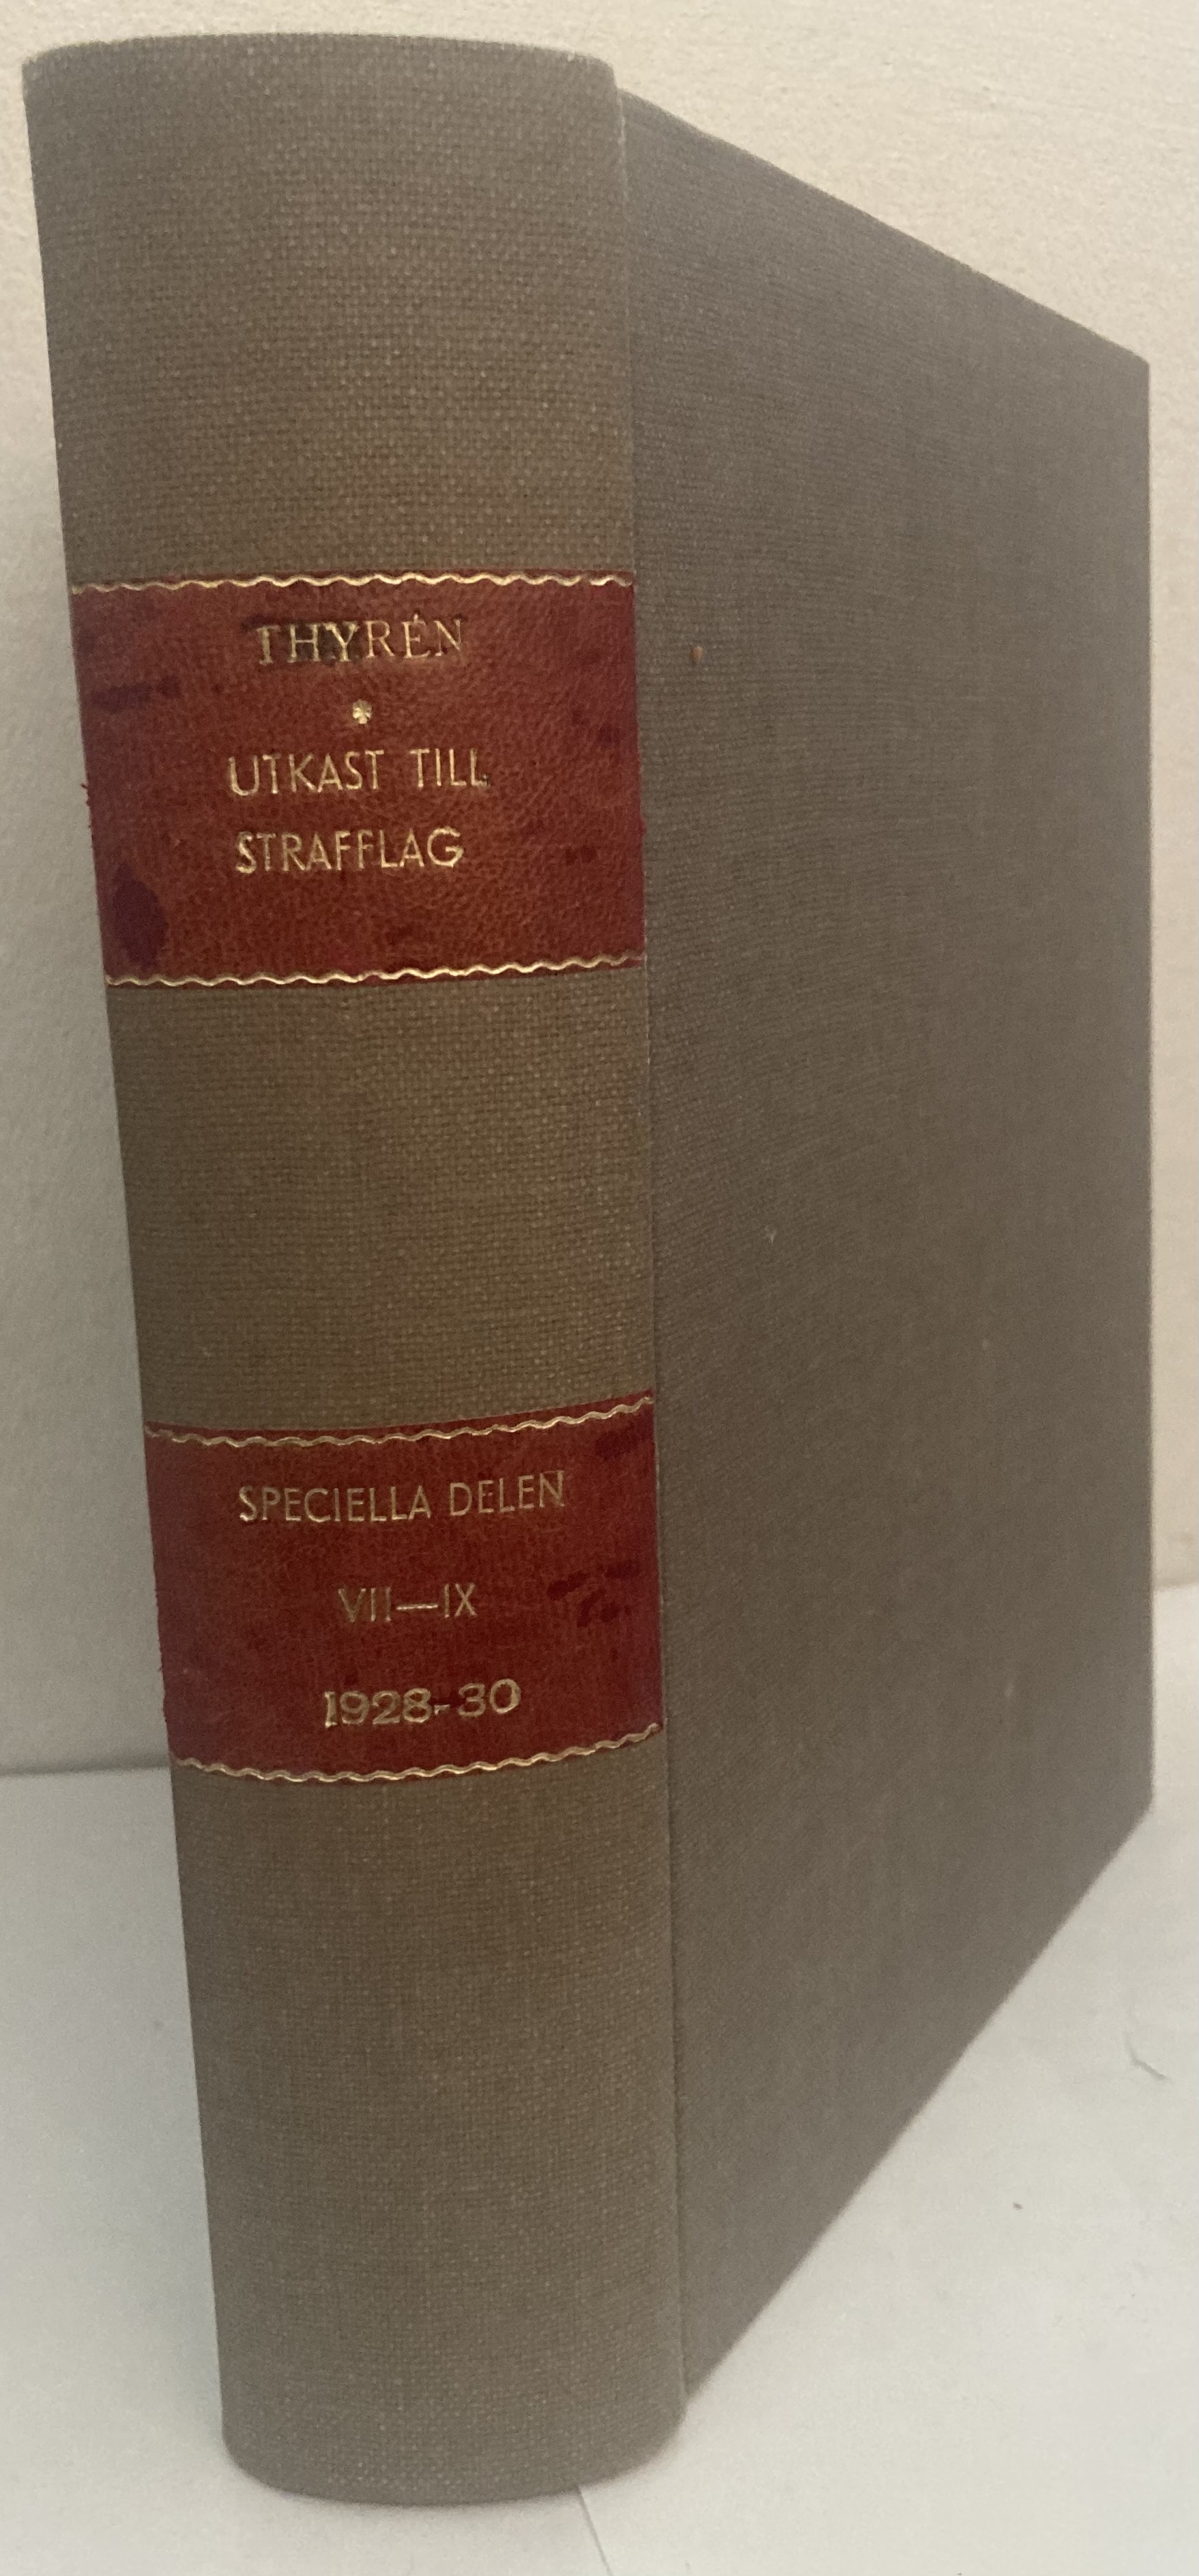 THYRÉN
UTKAST TILL
STRAFFLAG
SPECIELLA DELEN
VII—IX
1928-30